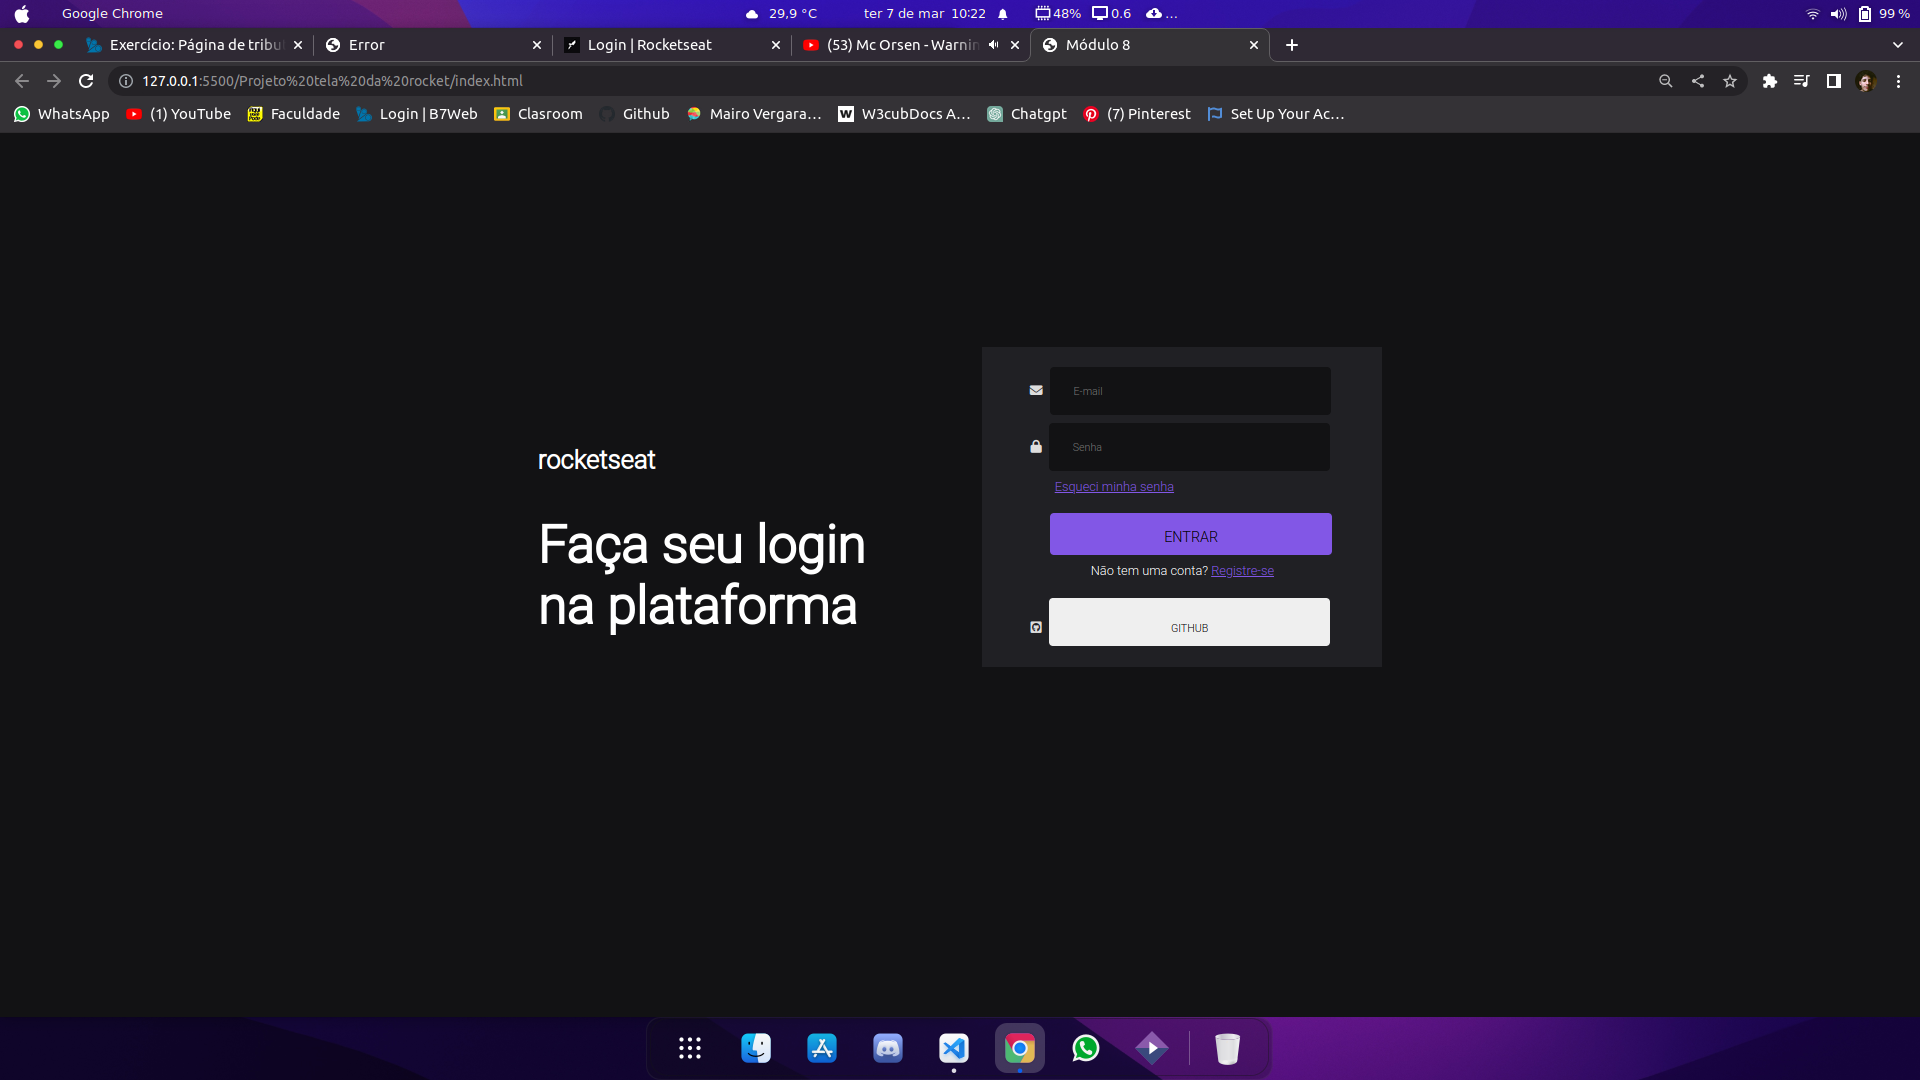 Google Chrome
29,9 °C
ter 7 de mar 10:22
48%
0.6
...
99 %
Exercício: Página de tribut
Error
Login | Rocketseat
(53) Mc Orsen - Warnin
Módulo 8
127.0.0.1:5500/Projeto%20tela%20da%20rocket/index.html
WhatsApp
(1) YouTube
Faculdade
Login | B7Web
Clasroom
Github
Mairo Vergara...
W3cubDocs A...
Chatgpt
(7) Pinterest
Set Up Your Ac...
rocketseat
Faça seu login
na plataforma
E-mail
Senha
Esqueci minha senha
ENTRAR
Não tem uma conta? Registre-se
GITHUB